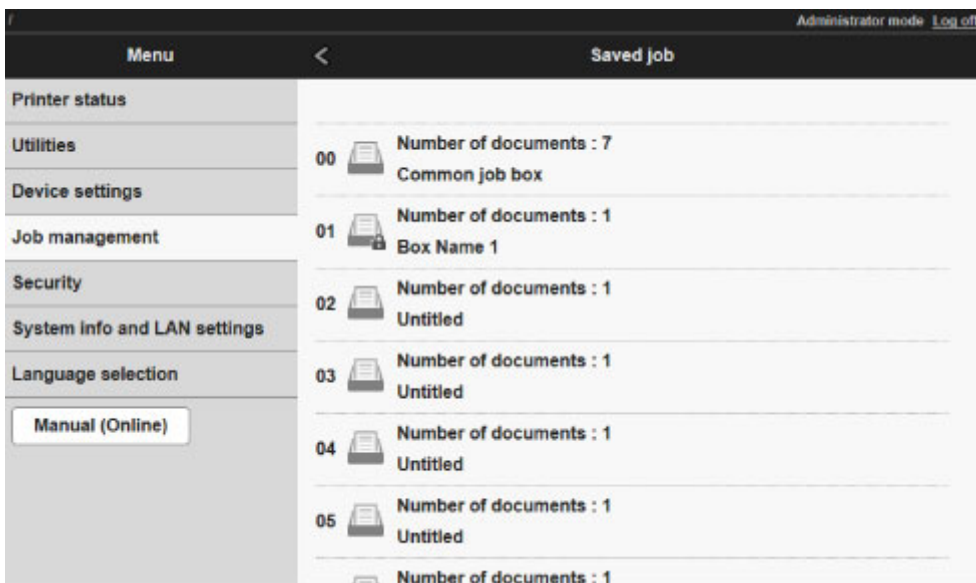 Administrator mode Log off
Menu
< Saved job
Printer status
Utilities
Device settings
Job management
Security
System info and LAN settings
Language selection
Manual (Online)
00
Number of documents : 7
Common job box
01
Number of documents : 1
Box Name 1
02
Number of documents : 1
Untitled
03
Number of documents : 1
Untitled
04
Number of documents : 1
Untitled
05
Number of documents : 1
Untitled
Number of documents : 1